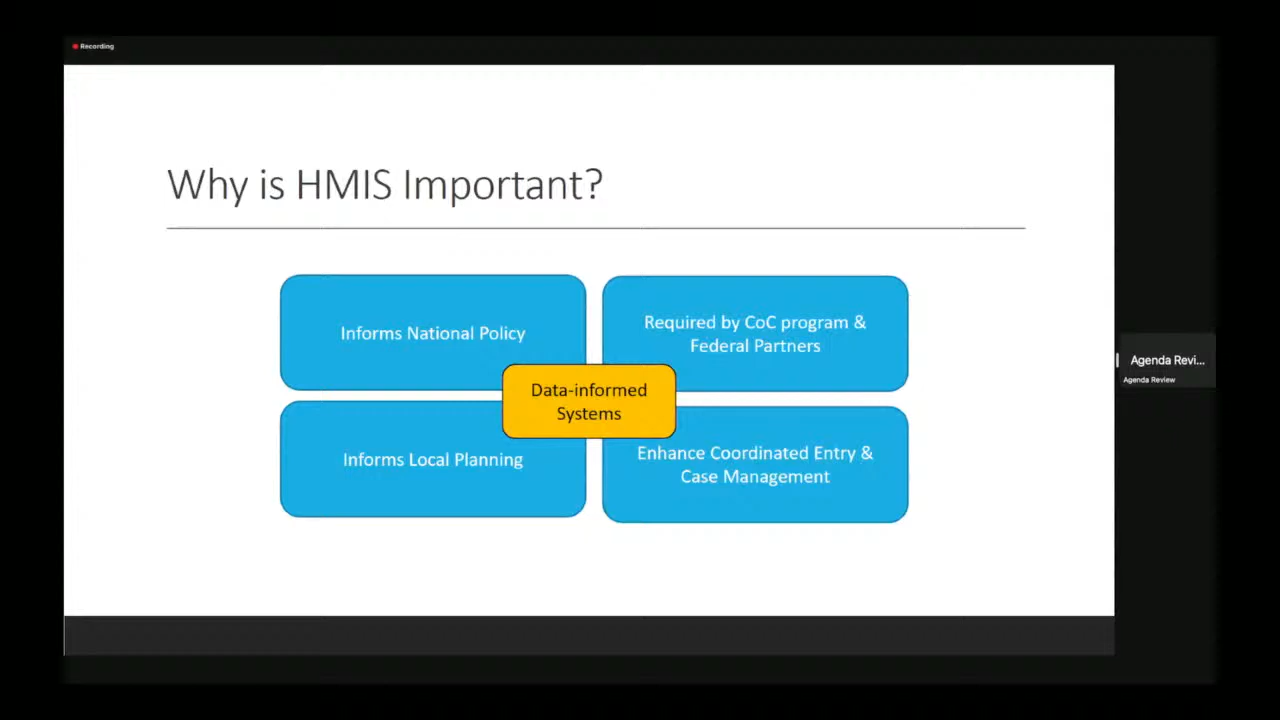 Recording
Why is HMIS Important?
Informs National Policy
Required by CoC program &
Federal Partners
Data-informed
Systems
Informs Local Planning
Enhance Coordinated Entry &
Case Management
Agenda Revi...
Agenda Review